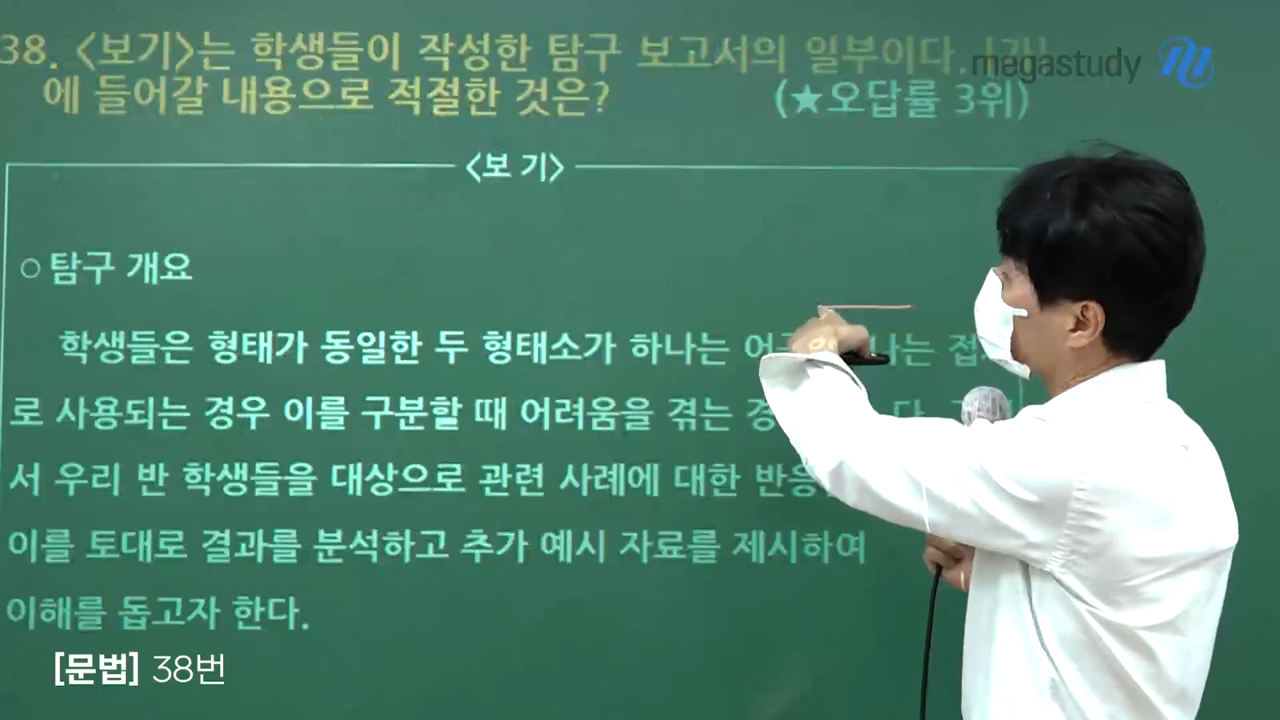 38. <보기>는 학생들이 작성한 탐구 보고서의 일부이다.
megastudy
에 들어갈 내용으로 적절한 것은?
(★오답률 3위)
<보 기>
○ 탐구 개요
학생들은 형태가 동일한 두 형태소가 하나는
로 사용되는 경우 이를 구분할 때 어려움을 겪는
서 우리 반 학생들을 대상으로 관련 사례에 대한
이를 토대로 결과를 분석하고 추가 예시 자료를 제시하여
이해를 돕고자 한다.
[문법] 38번